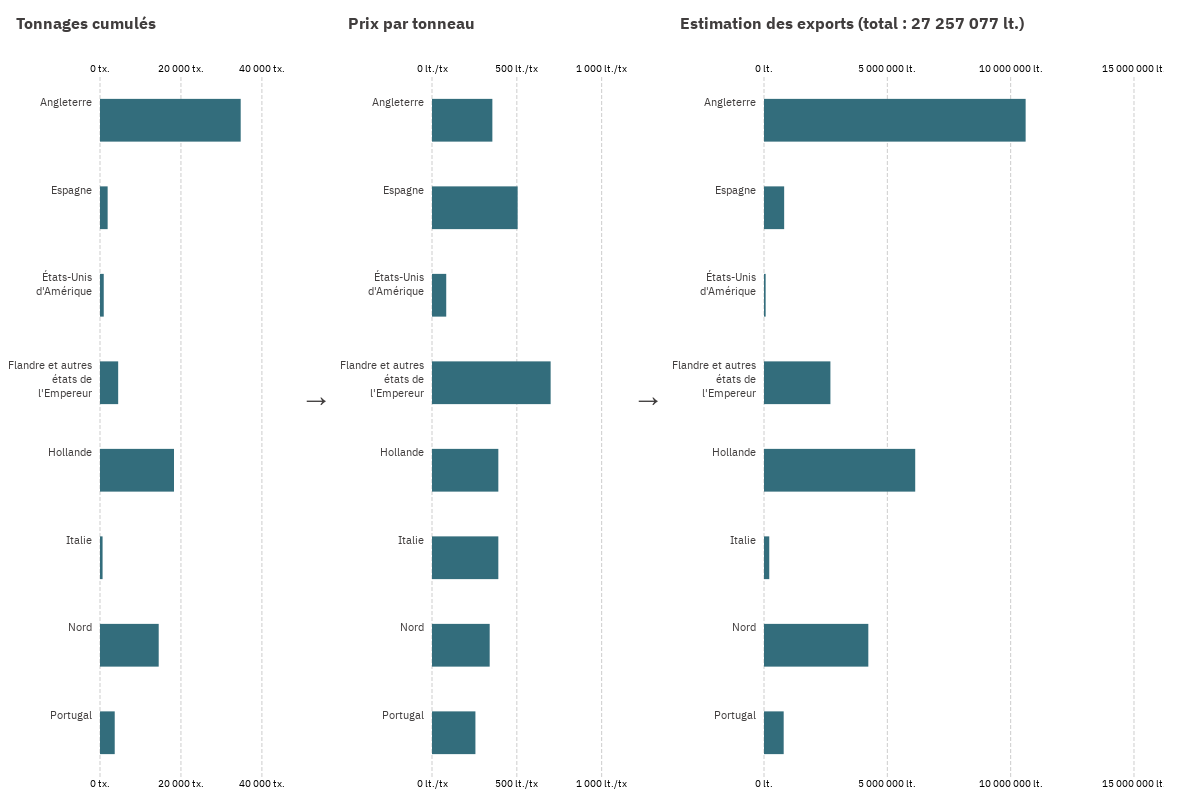 Tonnages cumulés
0 tx.
20 000 tx.
40 000 tx.
Angleterre
Espagne
États-Unis
d'Amérique
Flandre et autres
états de
l'Empereur
Hollande
Italie
Nord
Portugal
0 tx.
20 000 tx.
40 000 tx.
→
Prix par tonneau
0 lt./tx
500 lt./tx
1 000 lt./tx
Angleterre
Espagne
États-Unis
d'Amérique
Flandre et autres
états de
l'Empereur
Hollande
Italie
Nord
Portugal
0 lt./tx
500 lt./tx
1 000 lt./tx
→
Estimation des exports (total : 27 257 077 lt.)
0 lt.
5 000 000 lt.
10 000 000 lt.
15 000 000 lt
Angleterre
Espagne
États-Unis
d'Amérique
Flandre et autres
états de
l'Empereur
Hollande
Italie
Nord
Portugal
0 lt.
5 000 000 lt.
10 000 000 lt.
15 000 000 lt